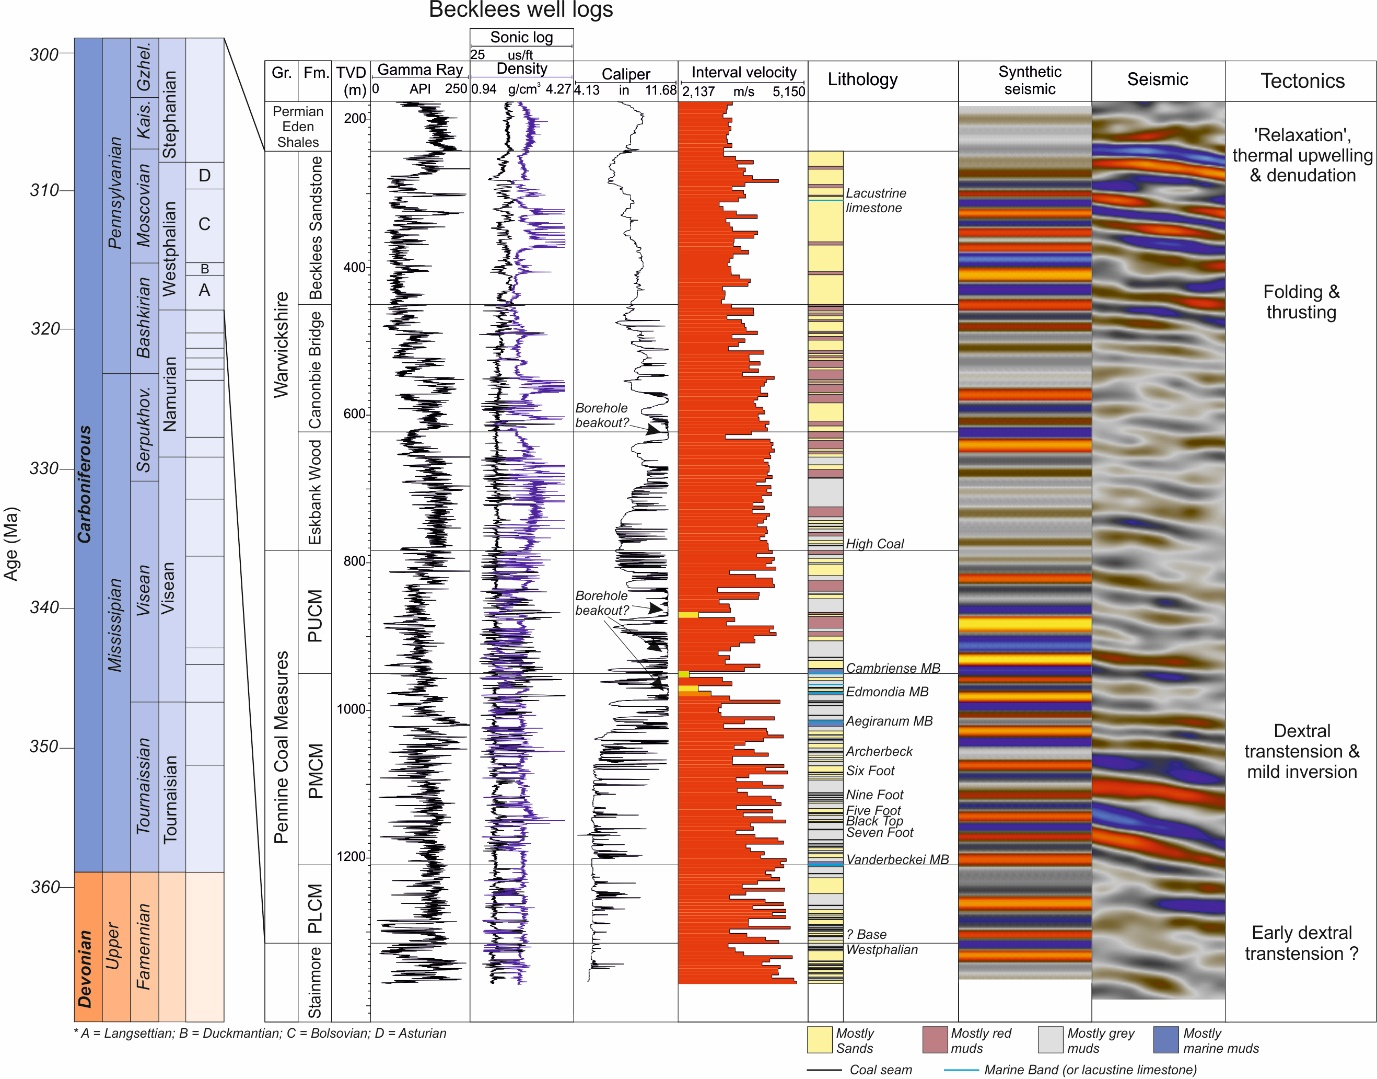 Becklees well logs
Sonic log
25 us/ft
Gr.
Fm.
TVD
(m)
Gamma Ray
0 API 250
Density
0.94 g/cm³ 4.27
Caliper
4.13 in 11.68
Interval velocity
2,137 m/s 5,150
Lithology
Synthetic
seismic
Seismic
Tectonics
Age (Ma)
300
310
320
330
340
350
360
Carboniferous
Devonian
Pennsylvanian
Mississipian
Upper
Gzhel.
Kais.
Moscovian
Bashkirian
Serpukhov.
Visean
Tournaissian
Famennian
Stephanian
Westphalian
Namurian
Visean
Tournaisian
D
C
B
A
Permian
Eden
Shales
Warwickshire
Pennine Coal Measures
Becklees Sandstone
Canonbie Bridge
Eskbank Wood
PUCM
PMCM
PLCM
Stainmore
200
400
600
800
1000
1200
Borehole
beakout?
Borehole
beakout?
Lacustrine
limestone
High Coal
Cambriense MB
Edmondia MB
Aegiranum MB
Archerbeck
Six Foot
Nine Foot
Five Foot
Black Top
Seven Foot
Vanderbeckei MB
? Base
Westphalian
'Relaxation',
thermal upwelling
& denudation
Folding &
thrusting
Dextral
transtension &
mild inversion
Early dextral
transtension ?
* A = Langsettian; B = Duckmantian; C = Bolsovian; D = Asturian
Mostly
Sands
Mostly red
muds
Mostly grey
muds
Mostly
marine muds
Coal seam
Marine Band (or lacustine limestone)